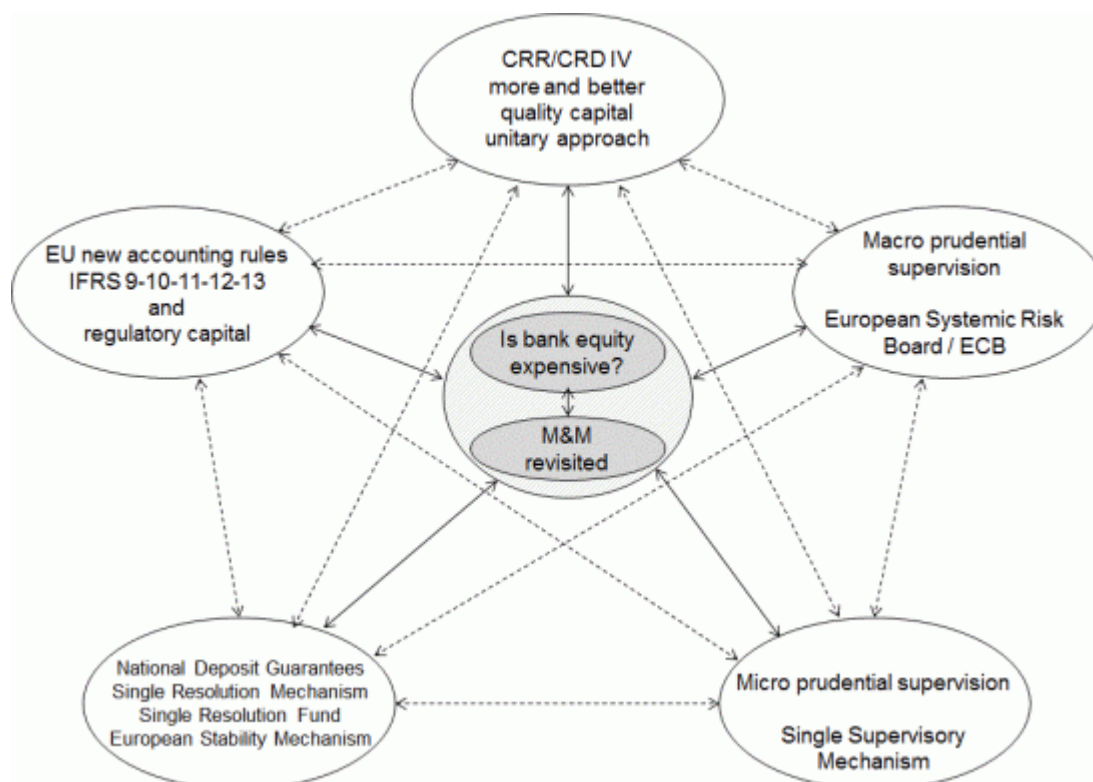 CRR/CRD IV
more and better
quality capital
unitary approach
EU new accounting rules
IFRS 9-10-11-12-13
and
regulatory capital
Macro prudential
supervision
European Systemic Risk
Board / ECB
Is bank equity
expensive?
M&M
revisited
National Deposit Guarantees
Single Resolution Mechanism
Single Resolution Fund
European Stability Mechanism
Micro prudential supervision
Single Supervisory
Mechanism